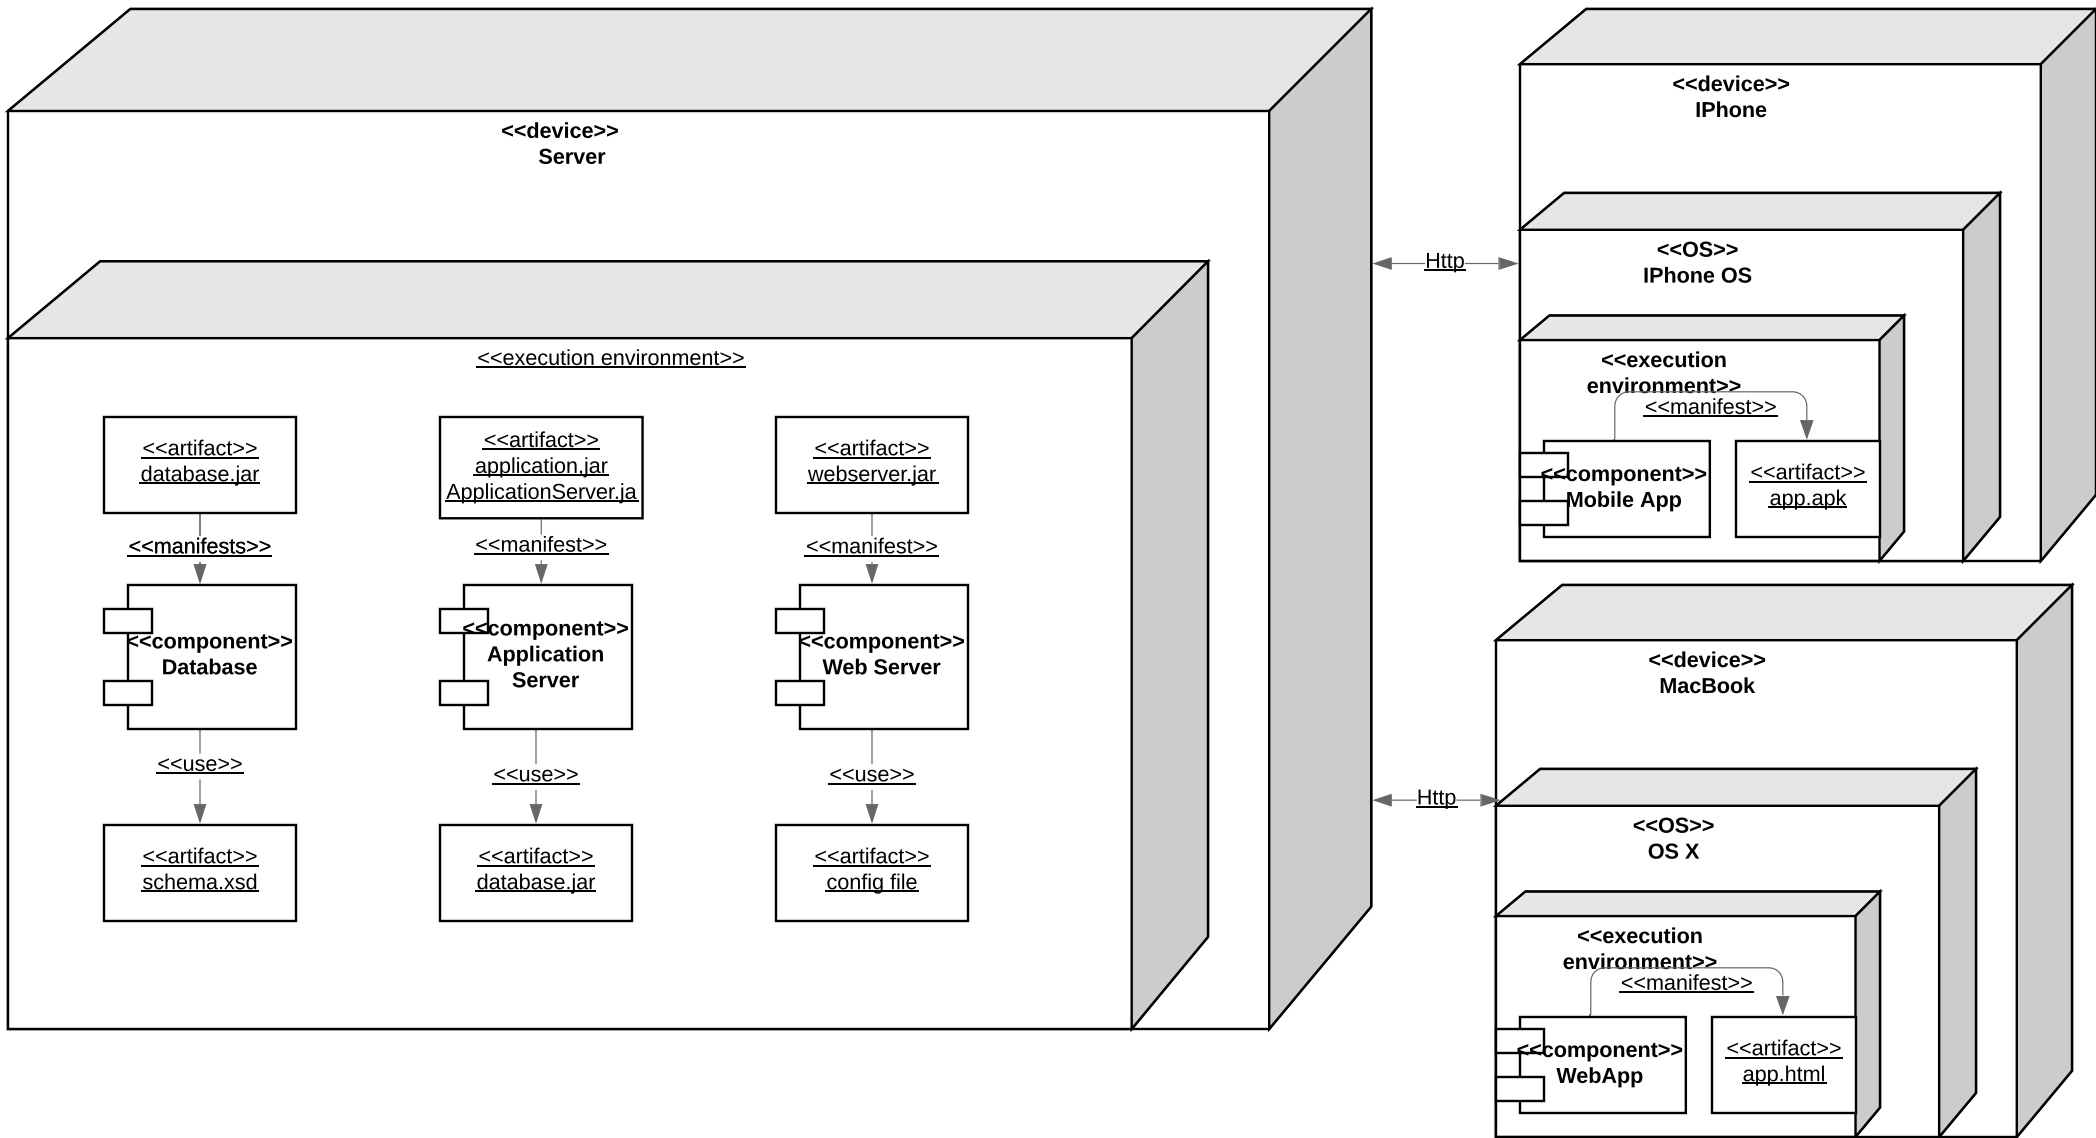 <<device>>
Server
<<execution environment>>
<<artifact>>
database.jar
<<manifests>>
<<component>>
Database
<<use>>
<<artifact>>
schema.xsd
<<artifact>>
application,jar
ApplicationServer.ja
<<manifest>>
<<component>>
Application
Server
<<use>>
<<artifact>>
database.jar
<<artifact>>
webserver.jar
<<manifest>>
<<component>>
Web Server
<<use>>
<<artifact>>
config file
Http
Http
<<device>>
IPhone
<<OS>>
IPhone OS
<<execution
environment>>
<<manifest>>
<<component>>
Mobile App
<<artifact>>
app.apk
<<device>>
MacBook
<<OS>>
OS X
<<execution
environment>>
<<manifest>>
<<component>>
WebApp
<<artifact>>
app.html